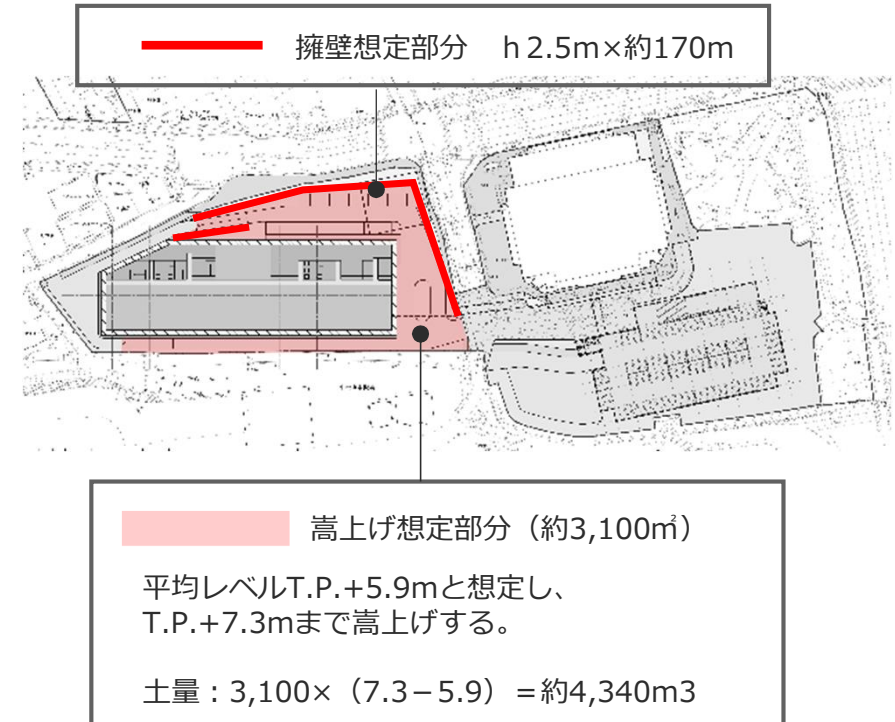 擁壁想定部分 h 2.5m×約170m
嵩上げ想定部分（約3,100㎡）
平均レベルT.P.+5.9mと想定し、
T.P.+7.3mまで嵩上げする。
土量：3,100×（7.3－5.9）＝約4,340m3